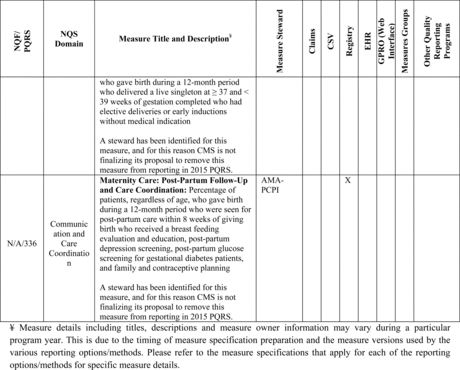 NQF/
PQRS
NQS
Domain
Measure Title and Description¥
Measure Steward
Claims
CSV
Registry
EHR
GPRO (Web
Interface)
Measures Groups
Other Quality
Reporting
Programs
who gave birth during a 12-month period
who delivered a live singleton at ≥ 37 and <
39 weeks of gestation completed who had
elective deliveries or early inductions
without medical indication
A steward has been identified for this
measure, and for this reason CMS is not
finalizing its proposal to remove this
measure from reporting in 2015 PQRS.
N/A/336
Communic
ation and
Care
Coordinatio
n
Maternity Care: Post-Partum Follow-Up
and Care Coordination: Percentage of
patients, regardless of age, who gave birth
during a 12-month period who were seen for
post-partum care within 8 weeks of giving
birth who received a breast feeding
evaluation and education, post-partum
depression screening, post-partum glucose
screening for gestational diabetes patients,
and family and contraceptive planning
A steward has been identified for this
measure, and for this reason CMS is not
finalizing its proposal to remove this
measure from reporting in 2015 PQRS.
AMA-
PCPI
X
¥ Measure details including titles, descriptions and measure owner information may vary during a particular
program year. This is due to the timing of measure specification preparation and the measure versions used by the
various reporting options/methods. Please refer to the measure specifications that apply for each of the reporting
options/methods for specific measure details.